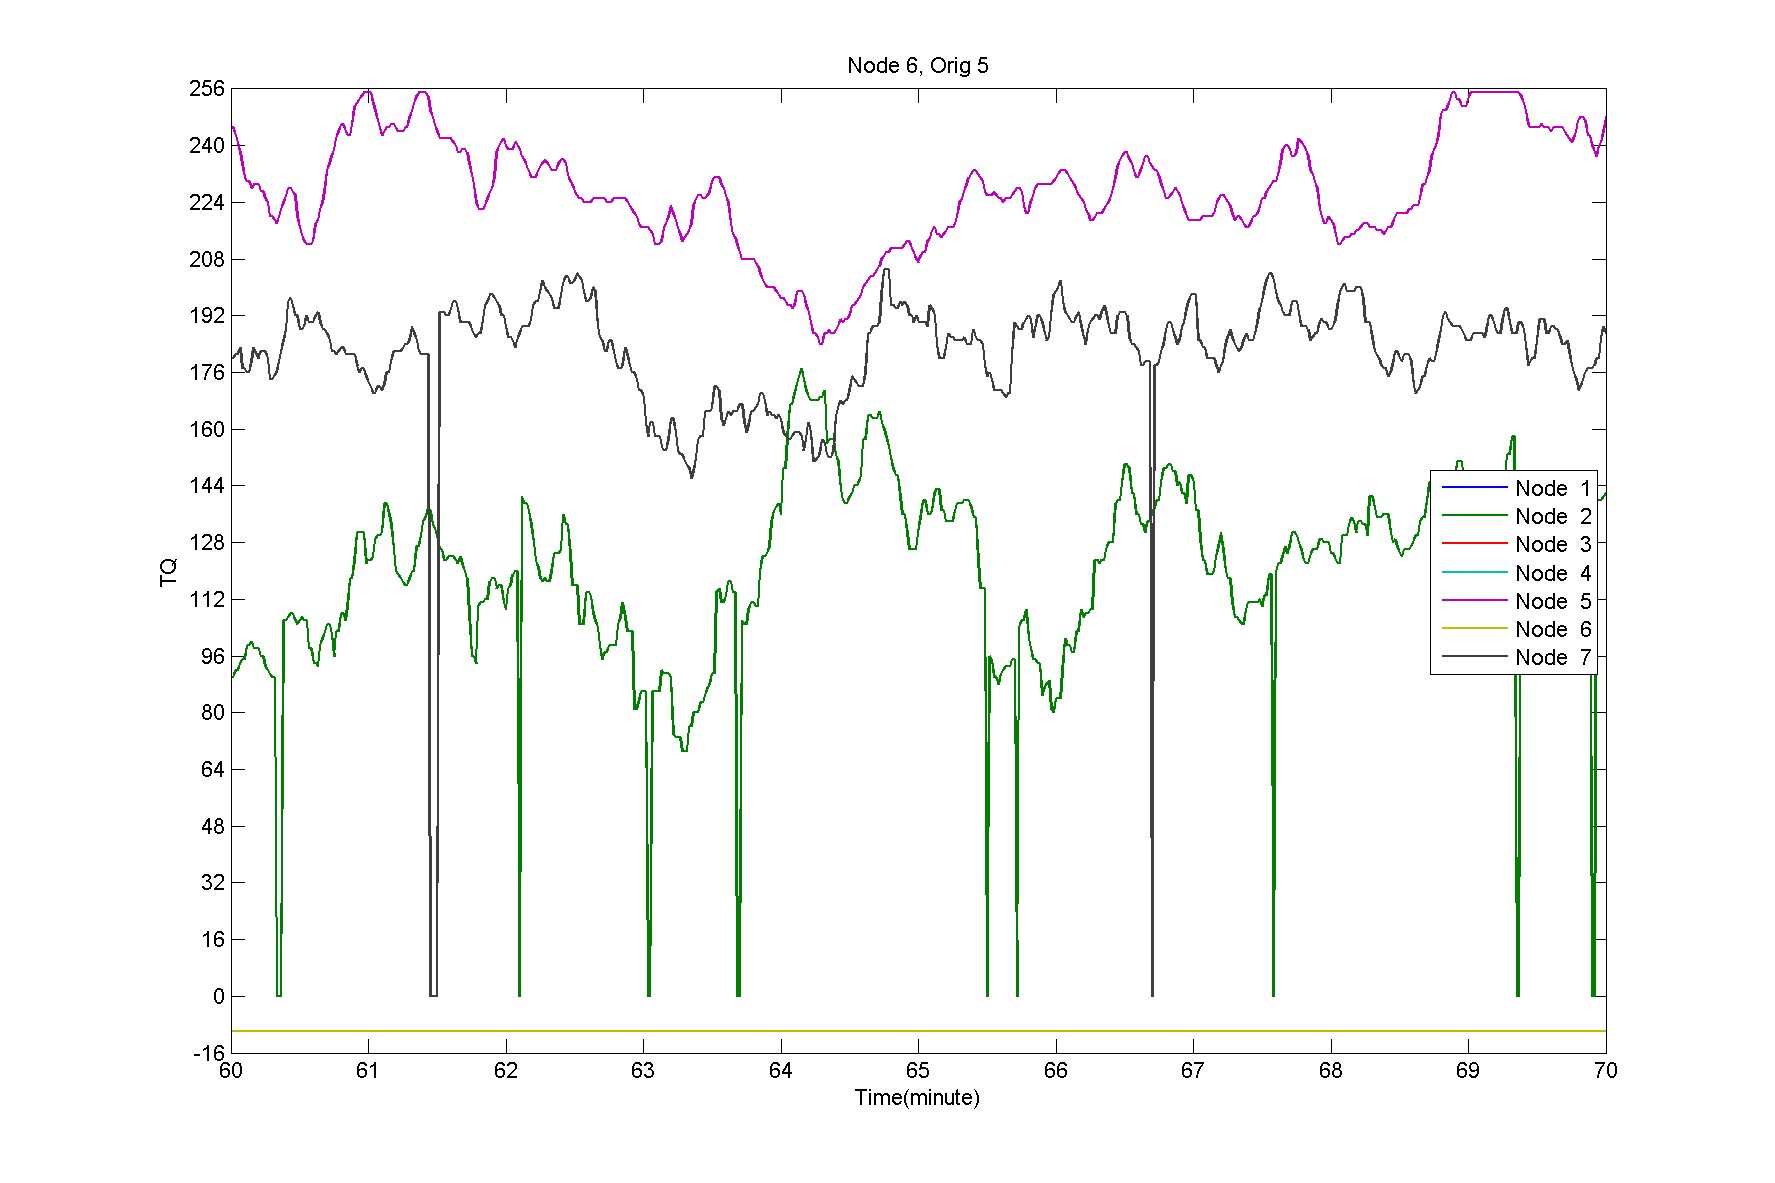 Node 6, Orig 5
256
240
224
208
192
176
160
144
128
112
96
80
64
48
32
16
0
-16
TQ
Node 1
Node 2
Node 3
Node 4
Node 5
Node 6
Node 7
60 61 62 63 64 65 66 67 68 69 70
Time(minute)